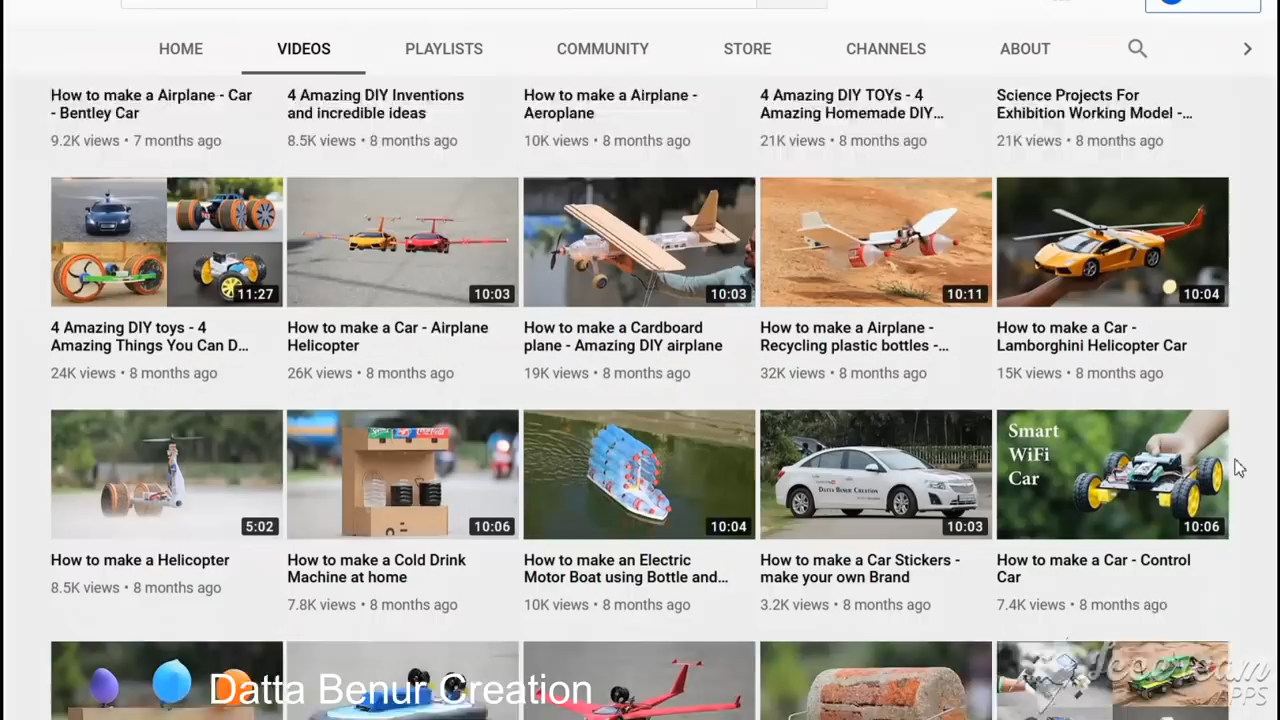 HOME VIDEOS PLAYLISTS COMMUNITY STORE CHANNELS ABOUT
How to make a Airplane - Car
- Bentley Car
9.2K views • 7 months ago
4 Amazing DIY Inventions
and incredible ideas
8.5K views • 8 months ago
How to make a Airplane -
Aeroplane
10K views • 8 months ago
4 Amazing DIY TOYs - 4
Amazing Homemade DIY...
21K views • 8 months ago
Science Projects For
Exhibition Working Model -...
21K views • 8 months ago
11:27
4 Amazing DIY toys - 4
Amazing Things You Can D...
24K views • 8 months ago
10:03
How to make a Car - Airplane
Helicopter
26K views • 8 months ago
10:03
How to make a Cardboard
plane - Amazing DIY airplane
19K views • 8 months ago
10:11
How to make a Airplane -
Recycling plastic bottles -...
32K views • 8 months ago
10:04
How to make a Car -
Lamborghini Helicopter Car
15K views • 8 months ago
5:02
How to make a Helicopter
8.5K views • 8 months ago
Coca-Cola
10:06
How to make a Cold Drink
Machine at home
7.8K views • 8 months ago
10:04
How to make an Electric
Motor Boat using Bottle and...
10K views • 8 months ago
DATTA BENUR CREATION
10:03
How to make a Car Stickers -
make your own Brand
3.2K views • 8 months ago
Smart
WiFi
Car
10:06
How to make a Car - Control
Car
7.4K views • 8 months ago
Datta Benur Creation
Icecream
APPS